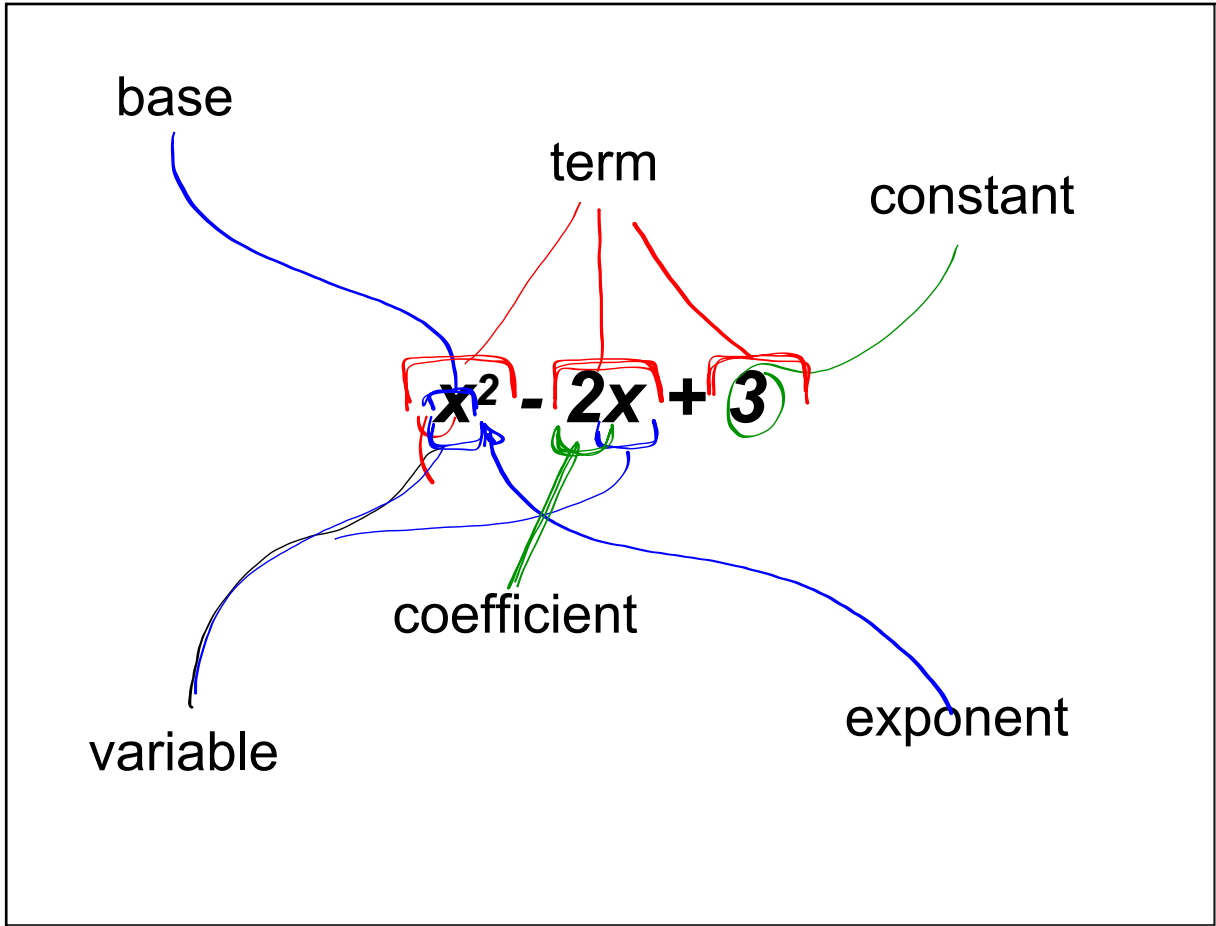 base
term
constant
x² - 2x + 3
coefficient
exponent
variable